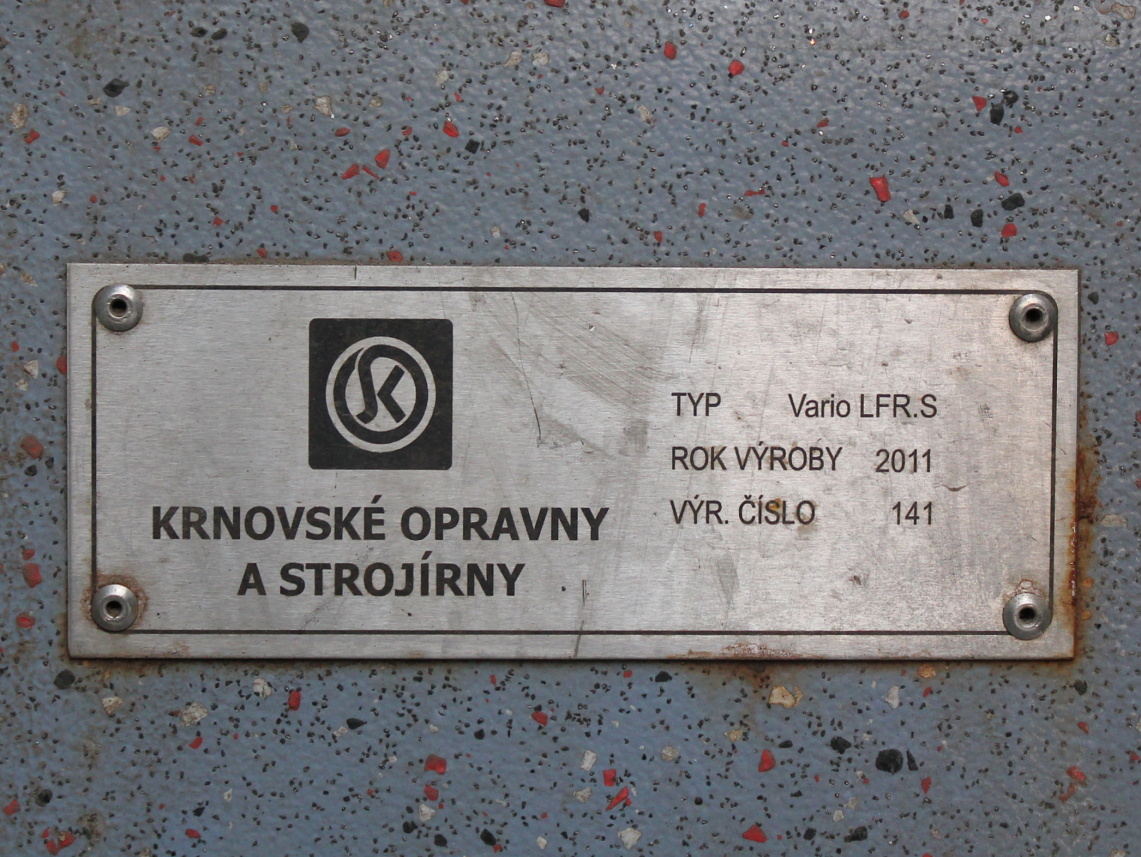 KRNOVSKÉ OPRAVNY
A STROJÍRNY
TYP Vario LFR.S
ROK VÝROBY 2011
VÝR. ČÍSLO 141